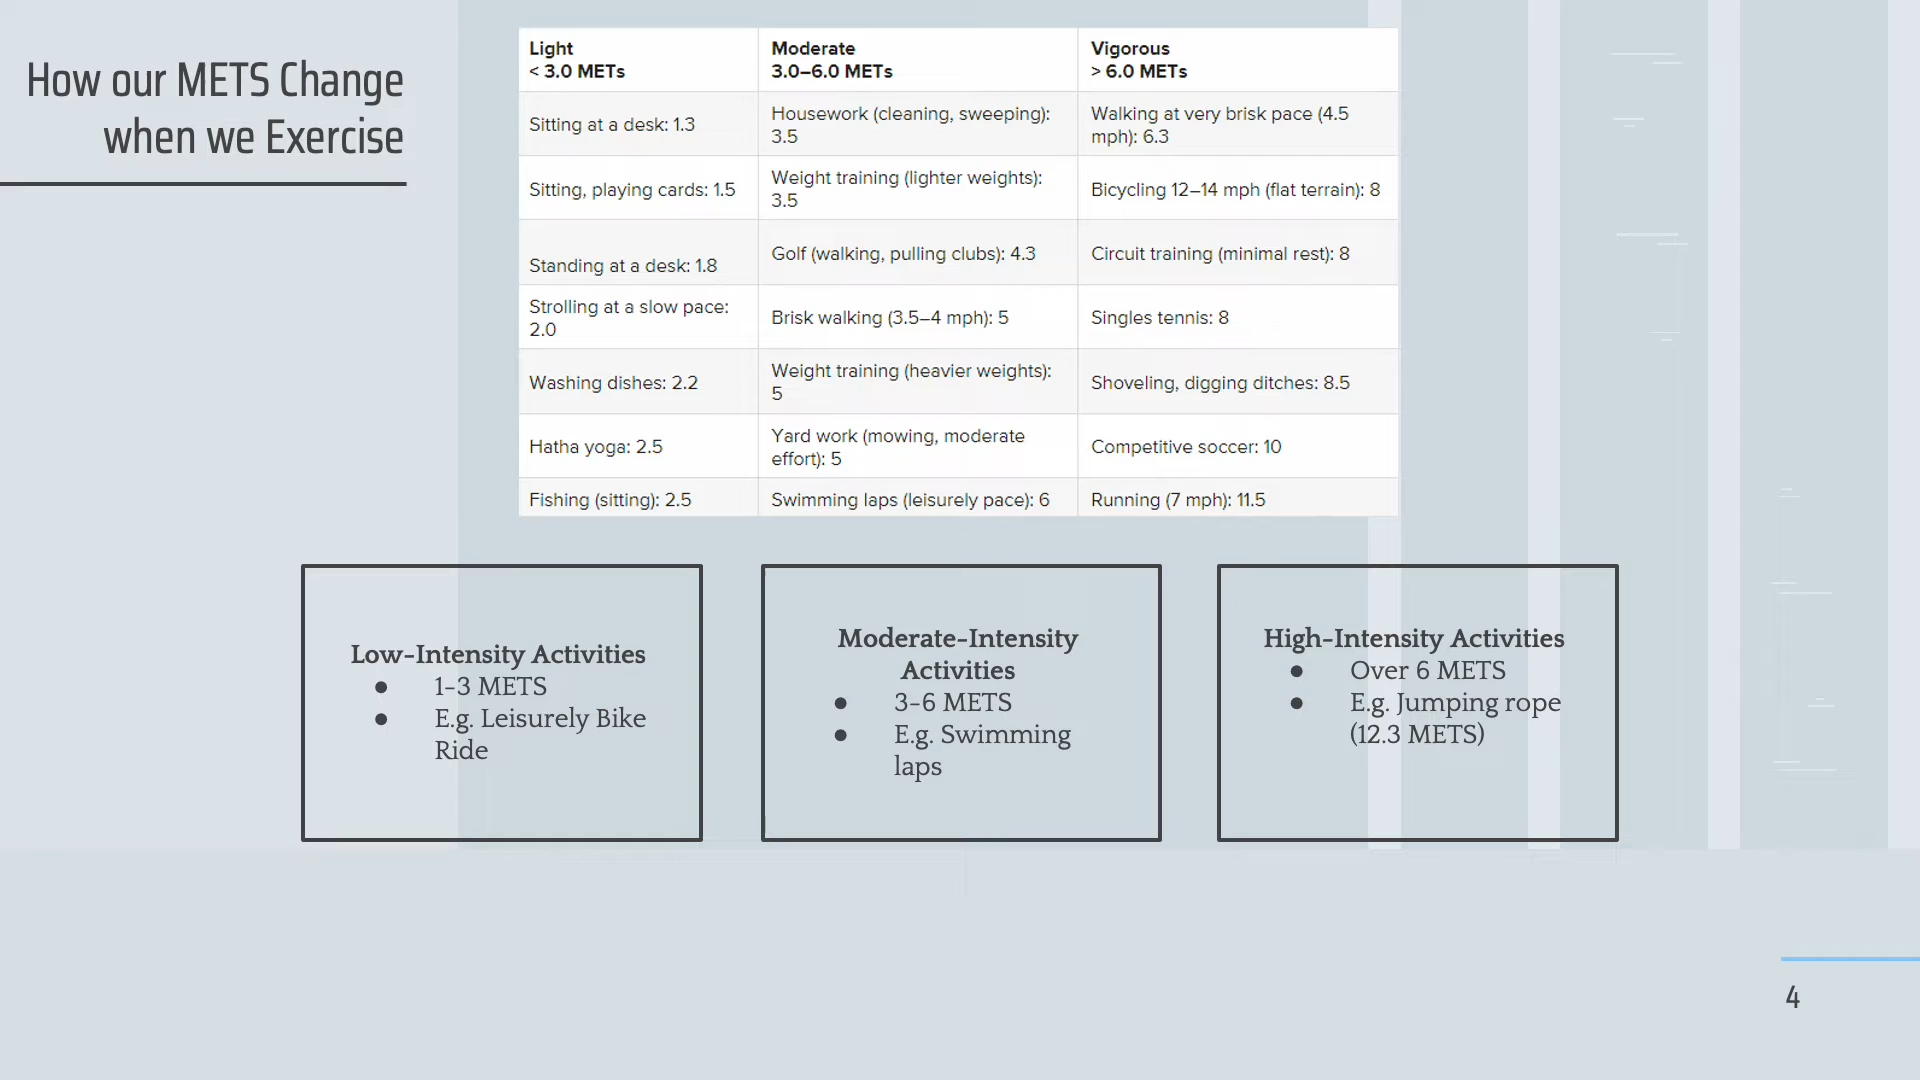 How our METS Change
when we Exercise
Light
< 3.0 METs
Moderate
3.0–6.0 METs
Vigorous
> 6.0 METs
Sitting at a desk: 1.3
Housework (cleaning, sweeping):
3.5
Walking at very brisk pace (4.5
mph): 6.3
Sitting, playing cards: 1.5
Weight training (lighter weights):
3.5
Bicycling 12–14 mph (flat terrain): 8
Standing at a desk: 1.8
Golf (walking, pulling clubs): 4.3
Circuit training (minimal rest): 8
Strolling at a slow pace:
2.0
Brisk walking (3.5–4 mph): 5
Singles tennis: 8
Washing dishes: 2.2
Weight training (heavier weights):
5
Shoveling, digging ditches: 8.5
Hatha yoga: 2.5
Yard work (mowing, moderate
effort): 5
Competitive soccer: 10
Fishing (sitting): 2.5
Swimming laps (leisurely pace): 6
Running (7 mph): 11.5
Low-Intensity Activities
● 1-3 METS
● E.g. Leisurely Bike
Ride
Moderate-Intensity
Activities
● 3-6 METS
● E.g. Swimming
laps
High-Intensity Activities
● Over 6 METS
● E.g. Jumping rope
(12.3 METS)
4